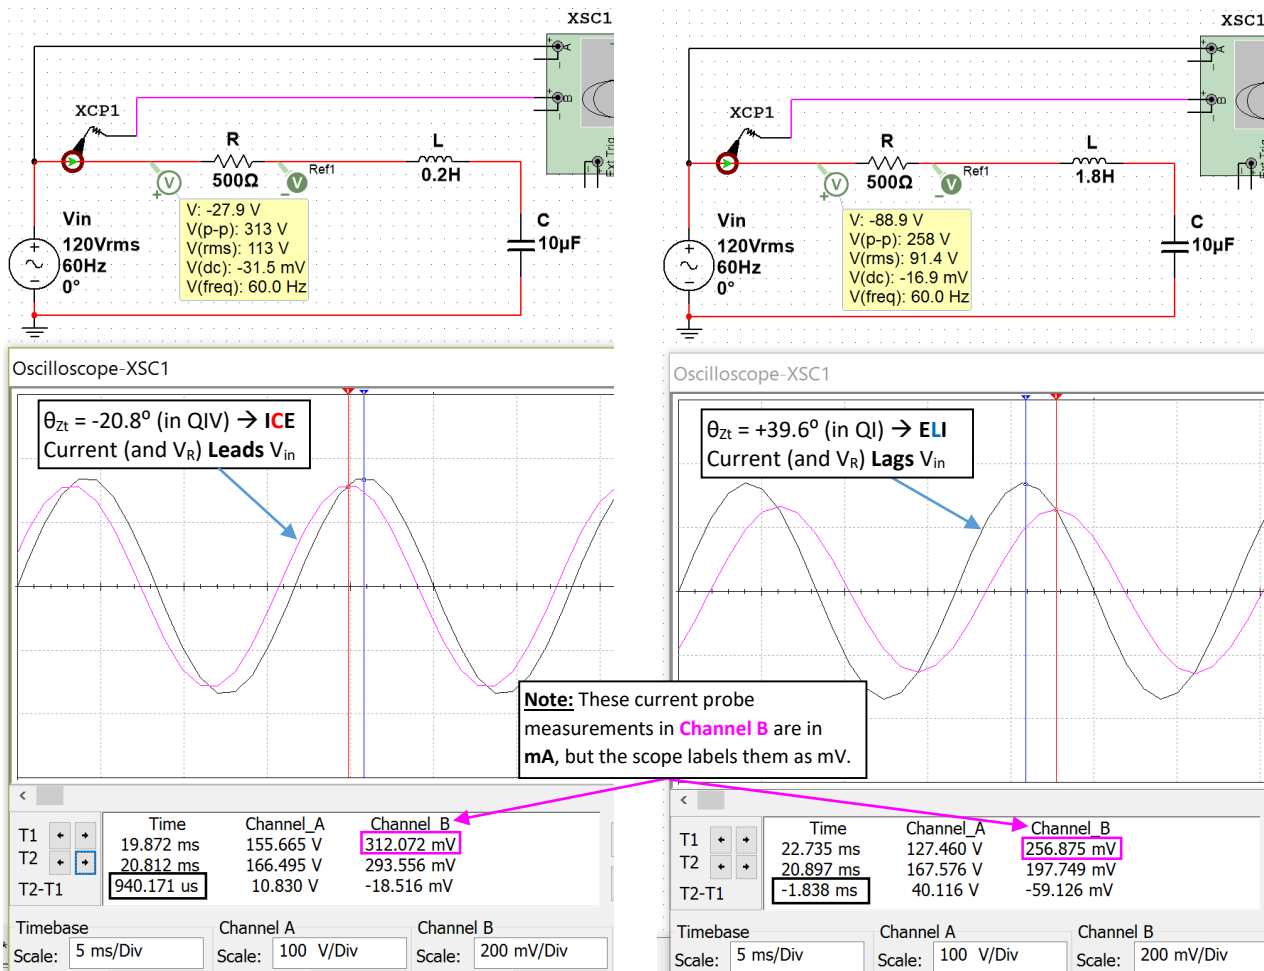 XSC1
A
B
Ext Trig
XCP1
R
500Ω
Ref1
L
0.2H
V
V
V: -27.9 V
V(p-p): 313 V
V(rms): 113 V
V(dc): -31.5 mV
V(freq): 60.0 Hz
Vin
120Vrms
60Hz
0°
C
10µF
XSC1
A
B
Ext Trig
XCP1
R
500Ω
Ref1
L
1.8H
V
V
V: -88.9 V
V(p-p): 258 V
V(rms): 91.4 V
V(dc): -16.9 mV
V(freq): 60.0 Hz
Vin
120Vrms
60Hz
0°
C
10µF
Oscilloscope-XSC1
θZt = -20.8º (in QIV) → ICE
Current (and VR) Leads Vin
Oscilloscope-XSC1
θZt = +39.6º (in QI) → ELI
Current (and VR) Lags Vin
Note: These current probe
measurements in Channel B are in
mA, but the scope labels them as mV.
Time Channel_A Channel_B
T1 19.872 ms 155.665 V 312.072 mV
T2 20.812 ms 166.495 V 293.556 mV
T2-T1 940.171 us 10.830 V -18.516 mV
Timebase
Scale: 5 ms/Div
Channel A
Scale: 100 V/Div
Channel B
Scale: 200 mV/Div
Time Channel_A Channel_B
T1 22.735 ms 127.460 V 256.875 mV
T2 20.897 ms 167.576 V 197.749 mV
T2-T1 -1.838 ms 40.116 V -59.126 mV
Timebase
Scale: 5 ms/Div
Channel A
Scale: 100 V/Div
Channel B
Scale: 200 mV/Div